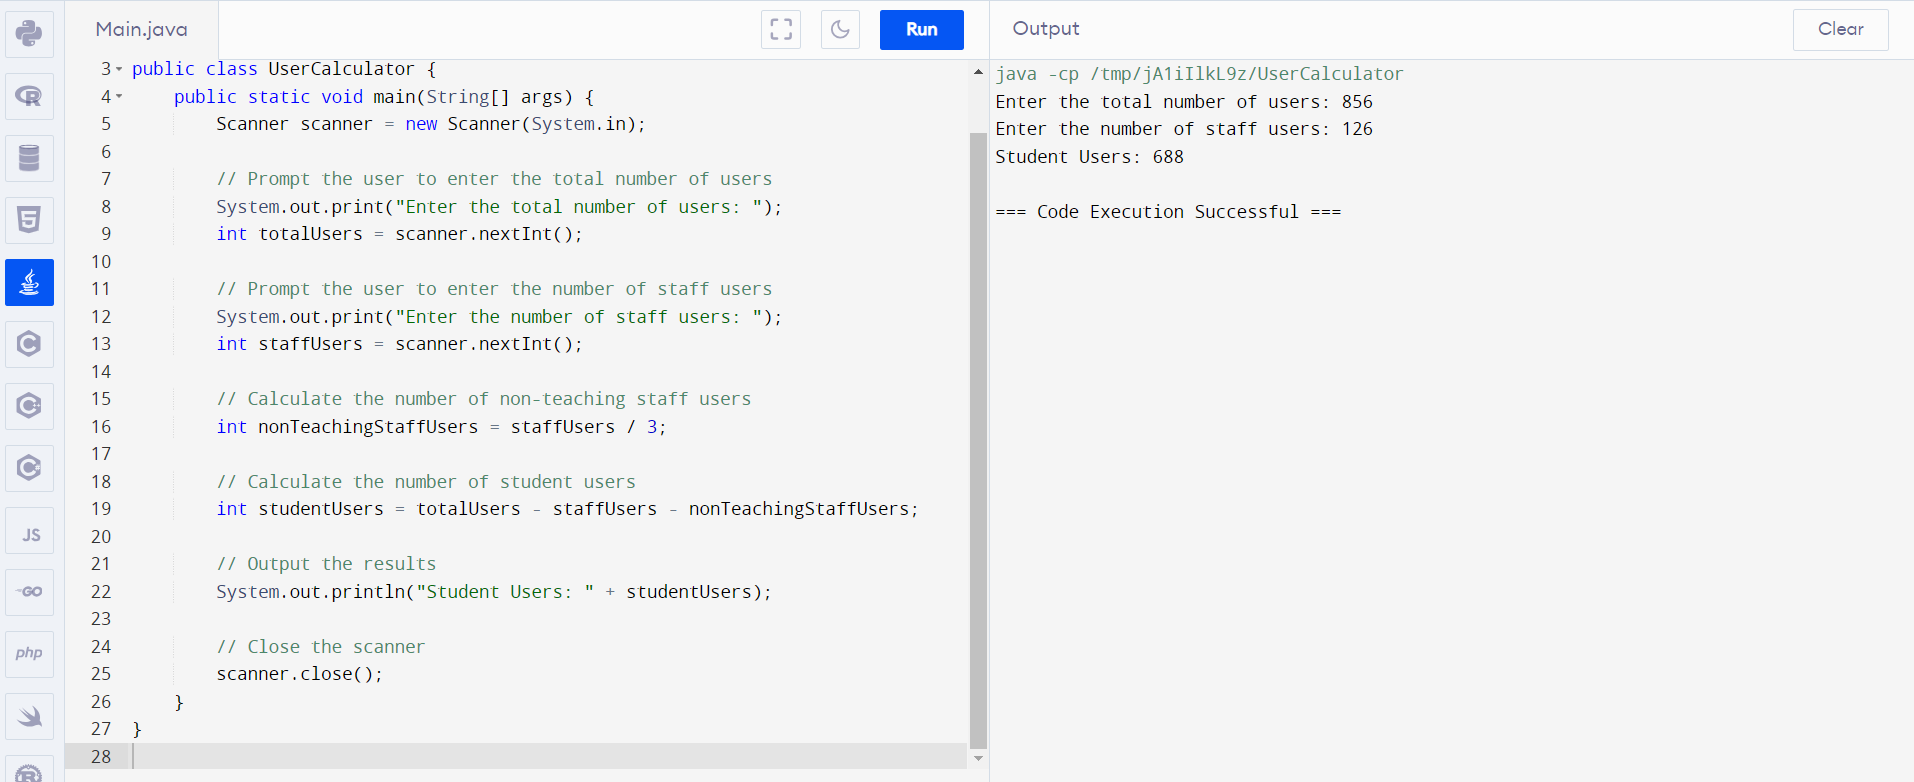 Main.java
Run
3 public class UserCalculator {
4     public static void main(String[] args) {
5         Scanner scanner = new Scanner(System.in);
6
7         // Prompt the user to enter the total number of users
8         System.out.print("Enter the total number of users: ");
9         int totalUsers = scanner.nextInt();
10
11         // Prompt the user to enter the number of staff users
12         System.out.print("Enter the number of staff users: ");
13         int staffUsers = scanner.nextInt();
14
15         // Calculate the number of non-teaching staff users
16         int nonTeachingStaffUsers = staffUsers / 3;
17
18         // Calculate the number of student users
19         int studentUsers = totalUsers - staffUsers - nonTeachingStaffUsers;
20
21         // Output the results
22         System.out.println("Student Users: " + studentUsers);
23
24         // Close the scanner
25         scanner.close();
26     }
27 }
28
Output
Clear
java -cp /tmp/jA1iIlkL9z/UserCalculator
Enter the total number of users: 856
Enter the number of staff users: 126
Student Users: 688
=== Code Execution Successful ===
R
5
C
C
C
JS
GO
php
R